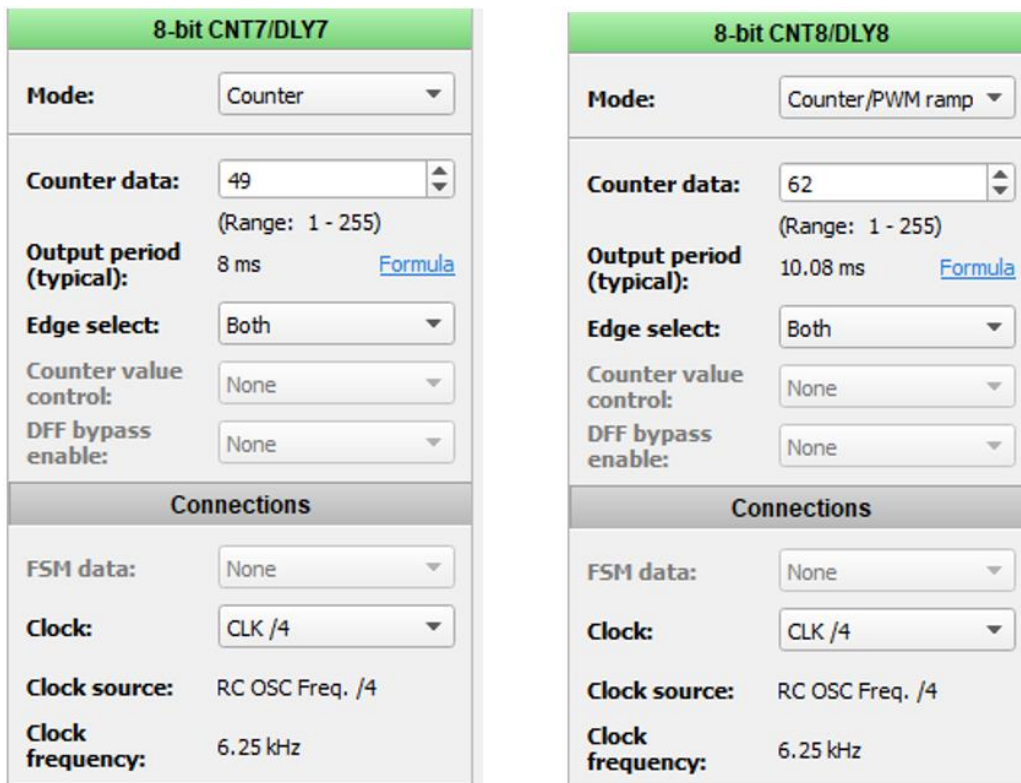 8-bit CNT7/DLY7
Mode: Counter
Counter data: 49
(Range: 1 - 255)
Output period
(typical): 8 ms Formula
Edge select: Both
Counter value
control: None
DFF bypass
enable: None
Connections
FSM data: None
Clock: CLK /4
Clock source: RC OSC Freq. /4
Clock
frequency: 6.25 kHz
8-bit CNT8/DLY8
Mode: Counter/PWM ramp
Counter data: 62
(Range: 1 - 255)
Output period
(typical): 10.08 ms Formula
Edge select: Both
Counter value
control: None
DFF bypass
enable: None
Connections
FSM data: None
Clock: CLK /4
Clock source: RC OSC Freq. /4
Clock
frequency: 6.25 kHz